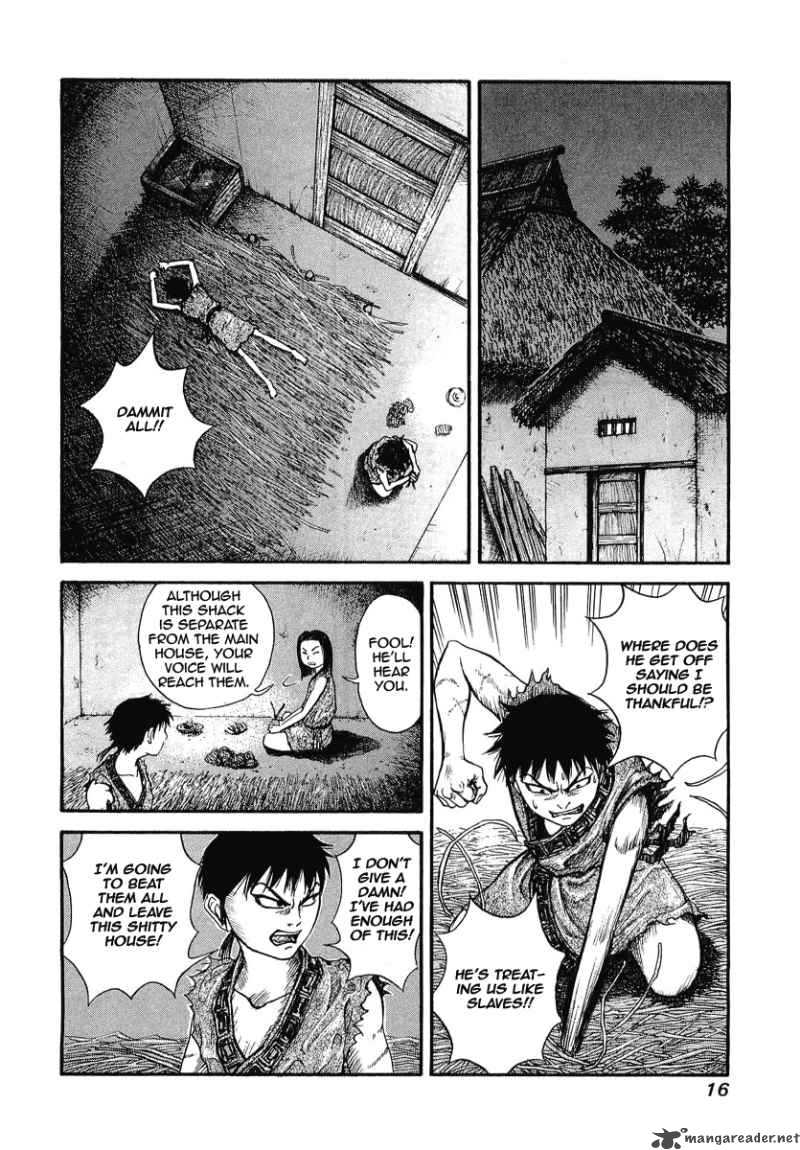 DAMMIT
ALL!!
WHERE DOES
HE GET OFF
SAYING I
SHOULD BE
THANKFUL!?
HE'S TREAT-
ING US LIKE
SLAVES!!
FOOL!
HE'LL
HEAR
YOU.
ALTHOUGH
THIS SHACK
IS SEPARATE
FROM THE MAIN
HOUSE, YOUR
VOICE WILL
REACH THEM.
I DON'T
GIVE A
DAMN!
I'VE HAD
ENOUGH
OF THIS!
I'M GOING
TO BEAT
THEM ALL
AND LEAVE
THIS SHITTY
HOUSE!
16
mangareader.net